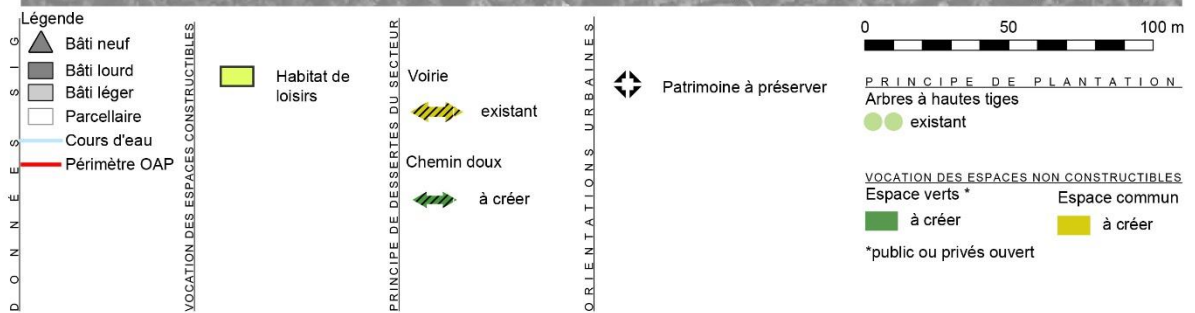 Légende
Bâti neuf
Bâti lourd
Bâti léger
Parcellaire
Cours d'eau
Périmètre OAP
DONNÉES SIG
VOCATION DES ESPACES CONSTRUCTIBLES
Habitat de
loisirs
PRINCIPE DE DESSERTES DU SECTEUR
Voirie
existant
Chemin doux
à créer
ORIENTATIONS URBAINES
Patrimoine à préserver
0 50 100 m
PRINCIPE DE PLANTATION
Arbres à hautes tiges
existant
VOCATION DES ESPACES NON CONSTRUCTIBLES
Espace verts *
à créer
*public ou privés ouvert
Espace commun
à créer